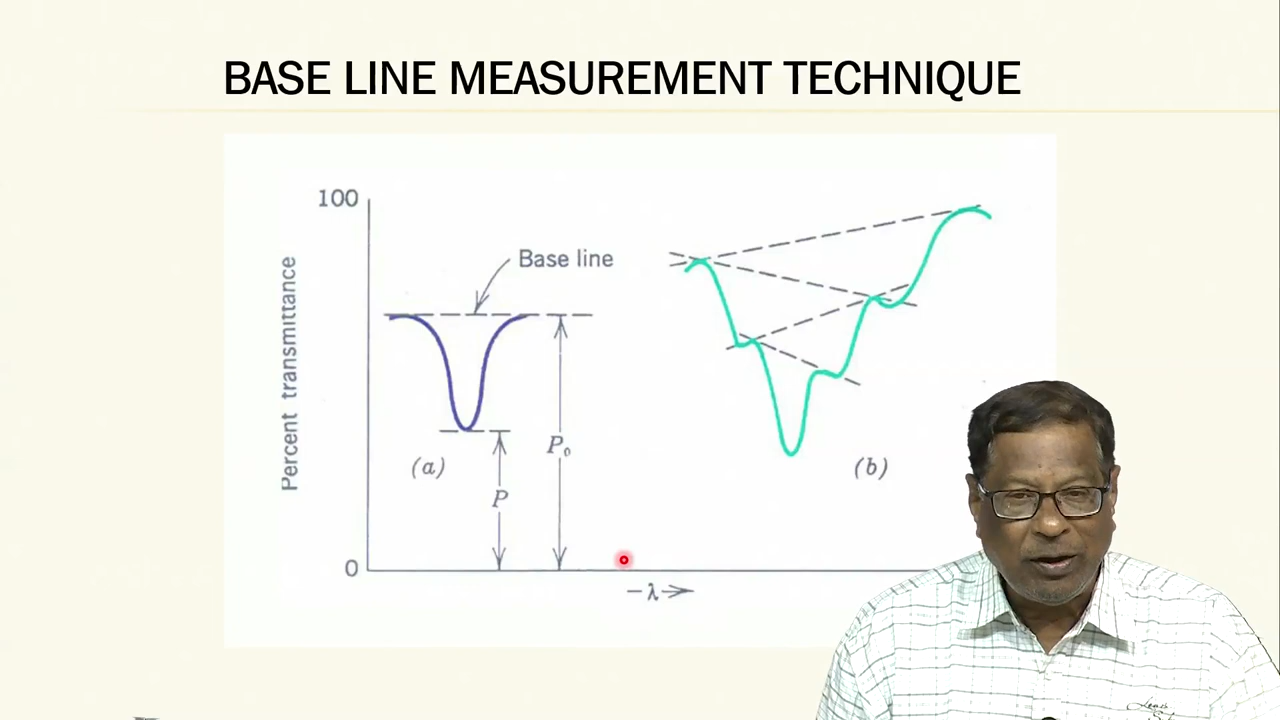 BASE LINE MEASUREMENT TECHNIQUE
100
Base line
Percent transmittance
P₀
(a)
(b)
P
0
λ